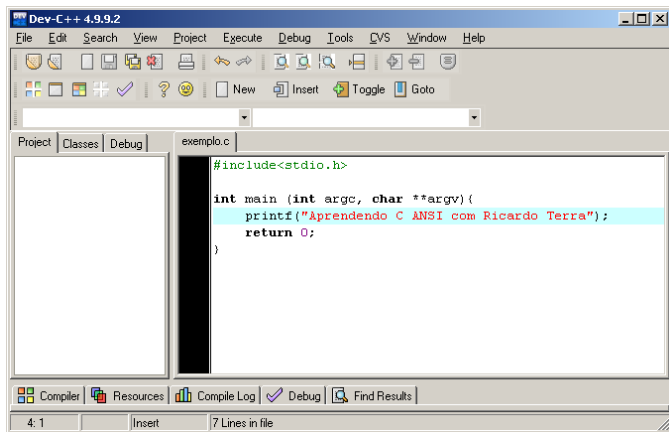 Dev-C++ 4.9.9.2
File Edit Search View Project Execute Debug Tools CVS Window Help
New Insert Toggle Goto
Project Classes Debug exemplo.c
#include<stdio.h>
int main (int argc, char **argv){
printf("Aprendendo C ANSI com Ricardo Terra");
return 0;
}
Compiler Resources Compile Log Debug Find Results
4: 1 Insert 7 Lines in file